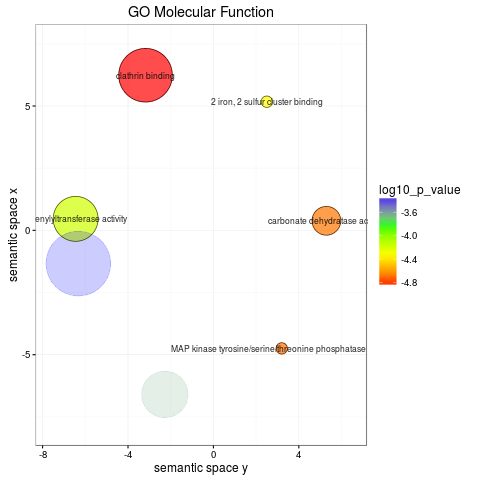 GO Molecular Function
clathrin binding
2 iron, 2 sulfur cluster binding
enylyltransferase activity
carbonate dehydratase ac
MAP kinase tyrosine/serine/threonine phosphatase
5
0
-5
-8
-4
0
4
semantic space x
semantic space y
log10_p_value
-3.6
-4.0
-4.4
-4.8